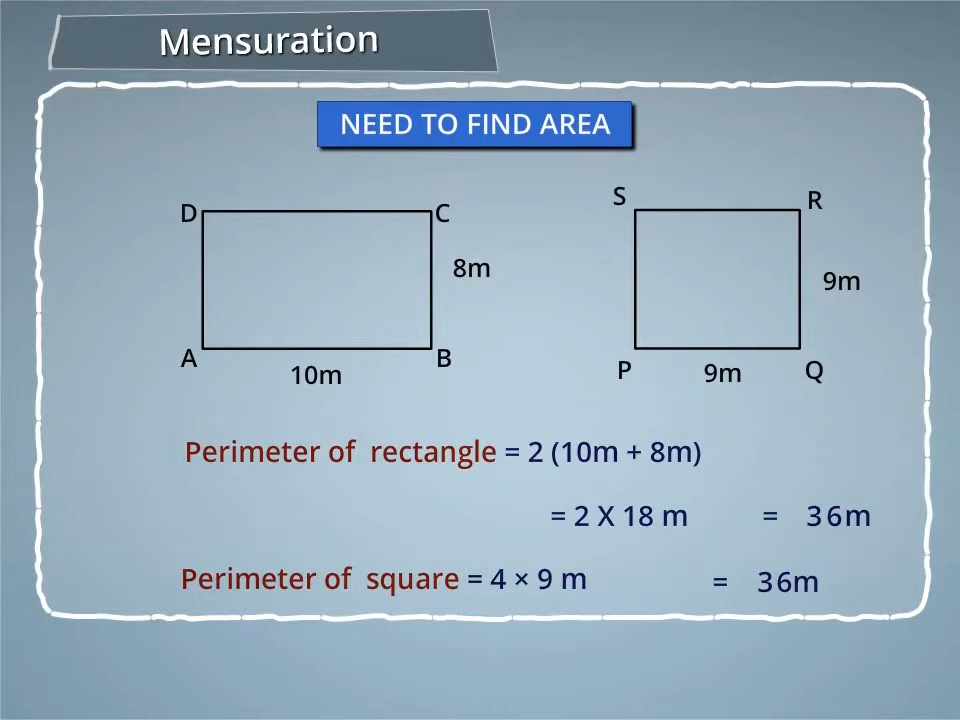 Mensuration
NEED TO FIND AREA
S
R
D
C
8m
9m
A
B
10m
P
9m
Q
Perimeter of rectangle = 2 (10m + 8m)
= 2 X 18 m = 36m
Perimeter of square = 4 × 9 m = 36m